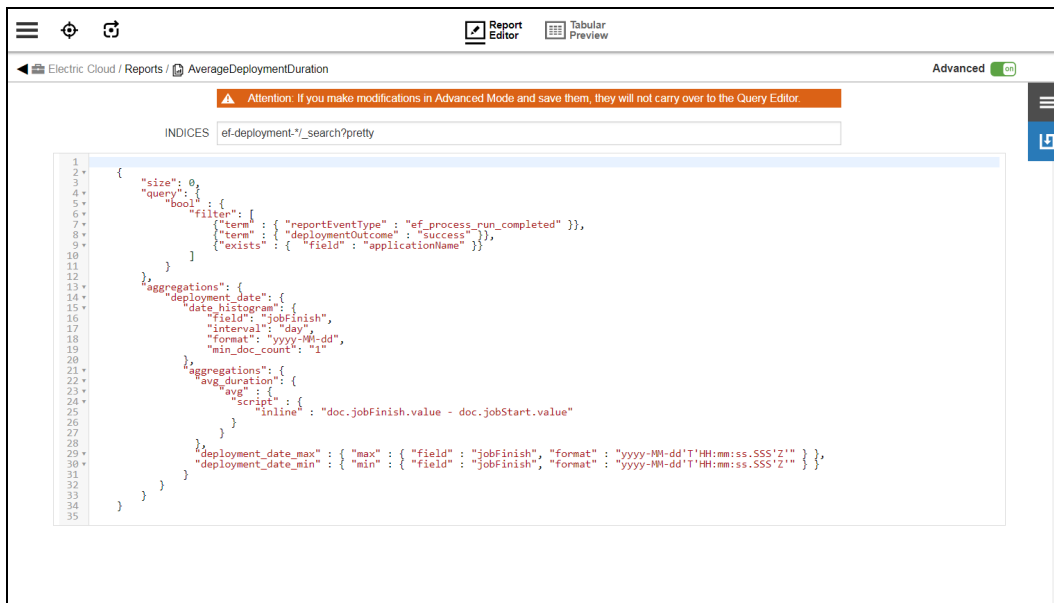 Report Editor
Tabular Preview
Electric Cloud / Reports / AverageDeploymentDuration
Advanced on
Attention: If you make modifications in Advanced Mode and save them, they will not carry over to the Query Editor.
INDICES ef-deployment-*/_search?pretty
1
2 {
3 "size": 0,
4 "query": {
5 "bool" : {
6 "filter": [
7 {"term" : { "reportEventType" : "ef_process_run_completed" }},
8 {"term" : { "deploymentOutcome" : "success" }},
9 {"exists" : { "field" : "applicationName" }}
10 ]
11 }
12 },
13 "aggregations": {
14 "deployment_date": {
15 "date_histogram": {
16 "field": "jobFinish",
17 "interval": "day",
18 "format": "yyyy-MM-dd",
19 "min_doc_count": "1"
20 },
21 "aggregations": {
22 "avg_duration": {
23 "avg" : {
24 "script" : {
25 "inline" : "doc.jobFinish.value - doc.jobStart.value"
26 }
27 }
28 },
29 "deployment_date_max" : { "max" : { "field" : "jobFinish", "format" : "yyyy-MM-dd'T'HH:mm:ss.SSS'Z'" } },
30 "deployment_date_min" : { "min" : { "field" : "jobFinish", "format" : "yyyy-MM-dd'T'HH:mm:ss.SSS'Z'" } }
31 }
32 }
33 }
34 }
35